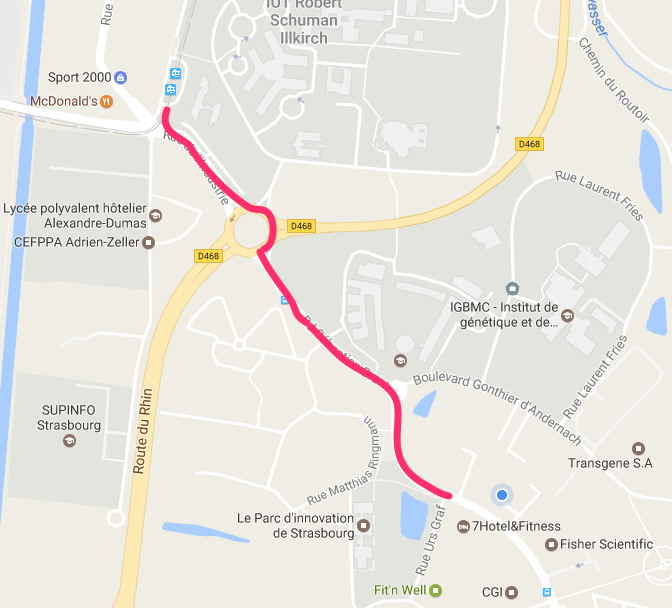 IUT Robert
Schuman
Illkirch
Rue
Sport 2000
McDonald's
Chemin du Routoir
D468
Rue Laurent Fries
Lycée polyvalent hôtelier
Alexandre-Dumas
CEFPPA Adrien-Zeller
D468
D468
IGBMC - Institut de
génétique et de...
Rue Laurent Fries
Boulevard Gonthier d'Andernach
SUPINFO
Strasbourg
Route du Rhin
Rue Matthias Ringmann
Transgene S.A
Le Parc d'innovation
de Strasbourg
Rue Urs Graf
7Hotel&Fitness
Fisher Scientific
Fit'n Well
CGI